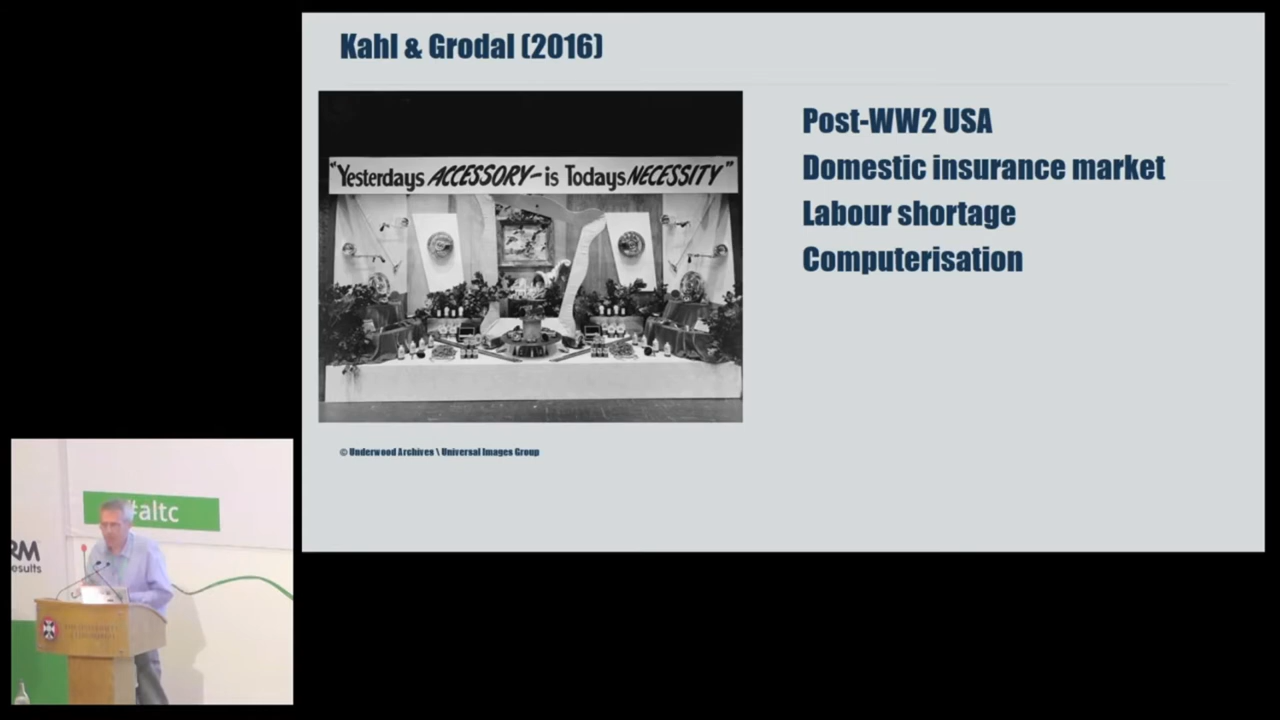 Kahl & Grodal (2016)
"Yesterdays ACCESSORY- is Todays NECESSITY"
Post-WW2 USA
Domestic insurance market
Labour shortage
Computerisation
© Underwood Archives \ Universal Images Group
#altc
RM
esults